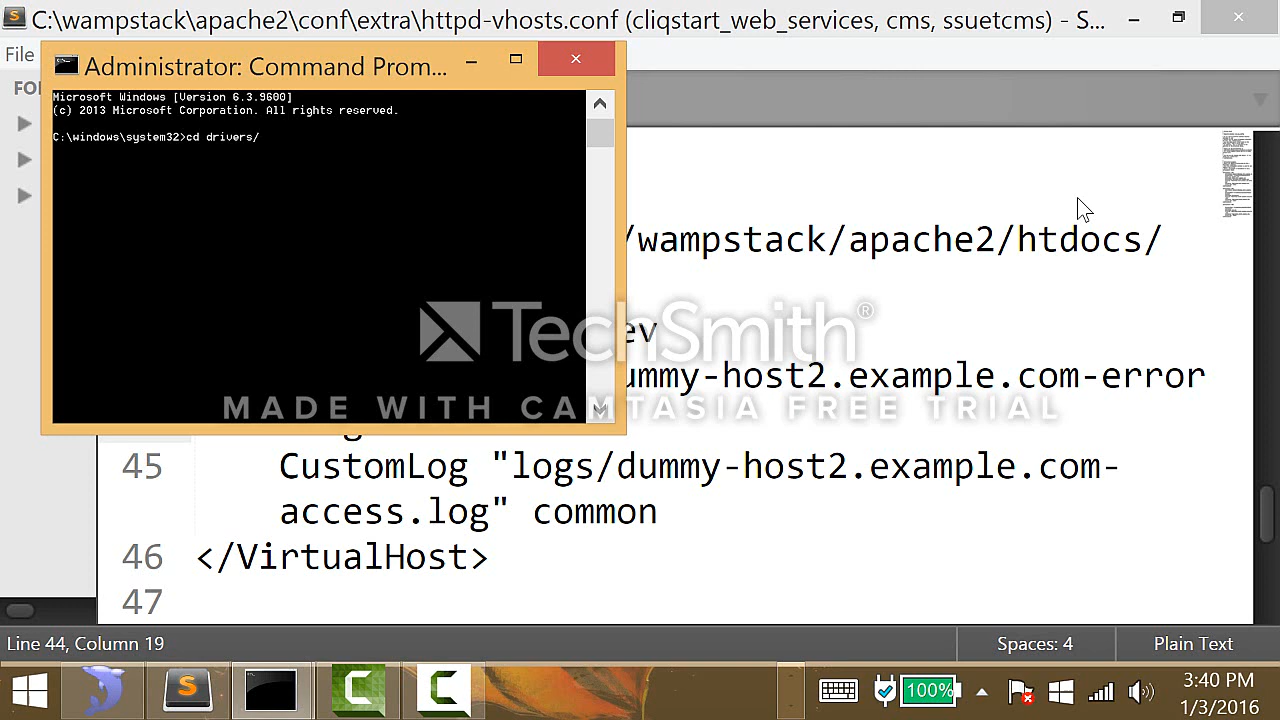 C:\wampstack\apache2\conf\extra\httpd-vhosts.conf (cliqstart_web_services, cms, ssuetcms) - S...
File
Administrator: Command Prom...
FO
Microsoft Windows [Version 6.3.9600]
(c) 2013 Microsoft Corporation. All rights reserved.
C:\windows\system32>cd drivers/
/wampstack/apache2/htdocs/
ev
ummy-host2.example.com-error
TechSmith®
MADE WITH CAMTASIA FREE TRIAL
45 CustomLog "logs/dummy-host2.example.com-
access.log" common
46 </VirtualHost>
47
Line 44, Column 19
Spaces: 4
Plain Text
100%
3:40 PM
1/3/2016